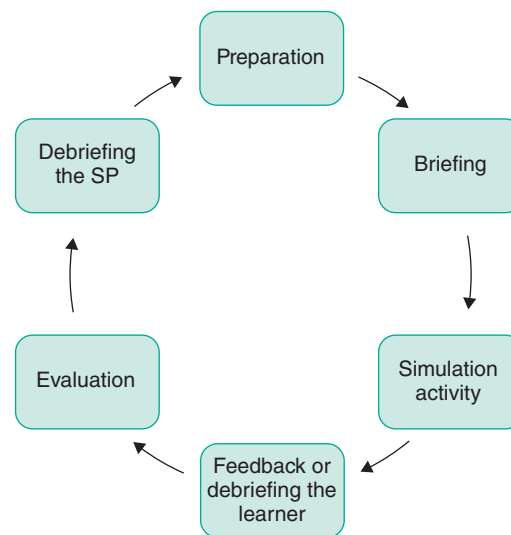 Preparation
Briefing
Simulation
activity
Feedback or
debriefing the
learner
Evaluation
Debriefing
the SP